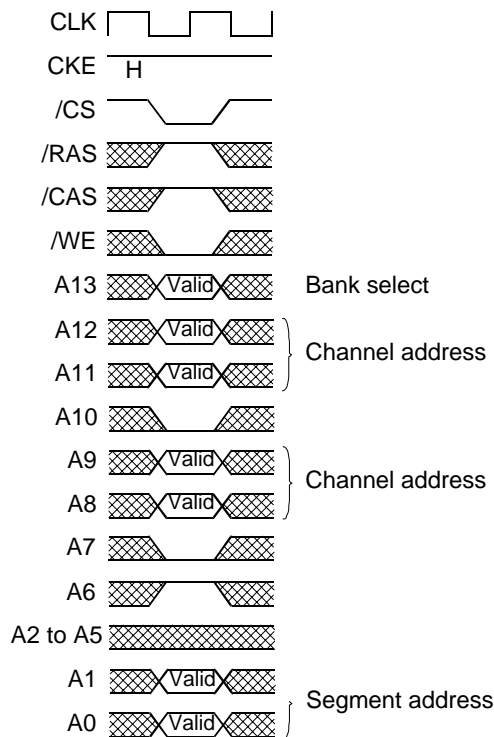 CLK
CKE H
/CS
/RAS
/CAS
/WE
A13 Valid Bank select
A12 Valid
Channel address
A11 Valid
A10
A9 Valid
Channel address
A8 Valid
A7
A6
A2 to A5
A1 Valid
Segment address
A0 Valid